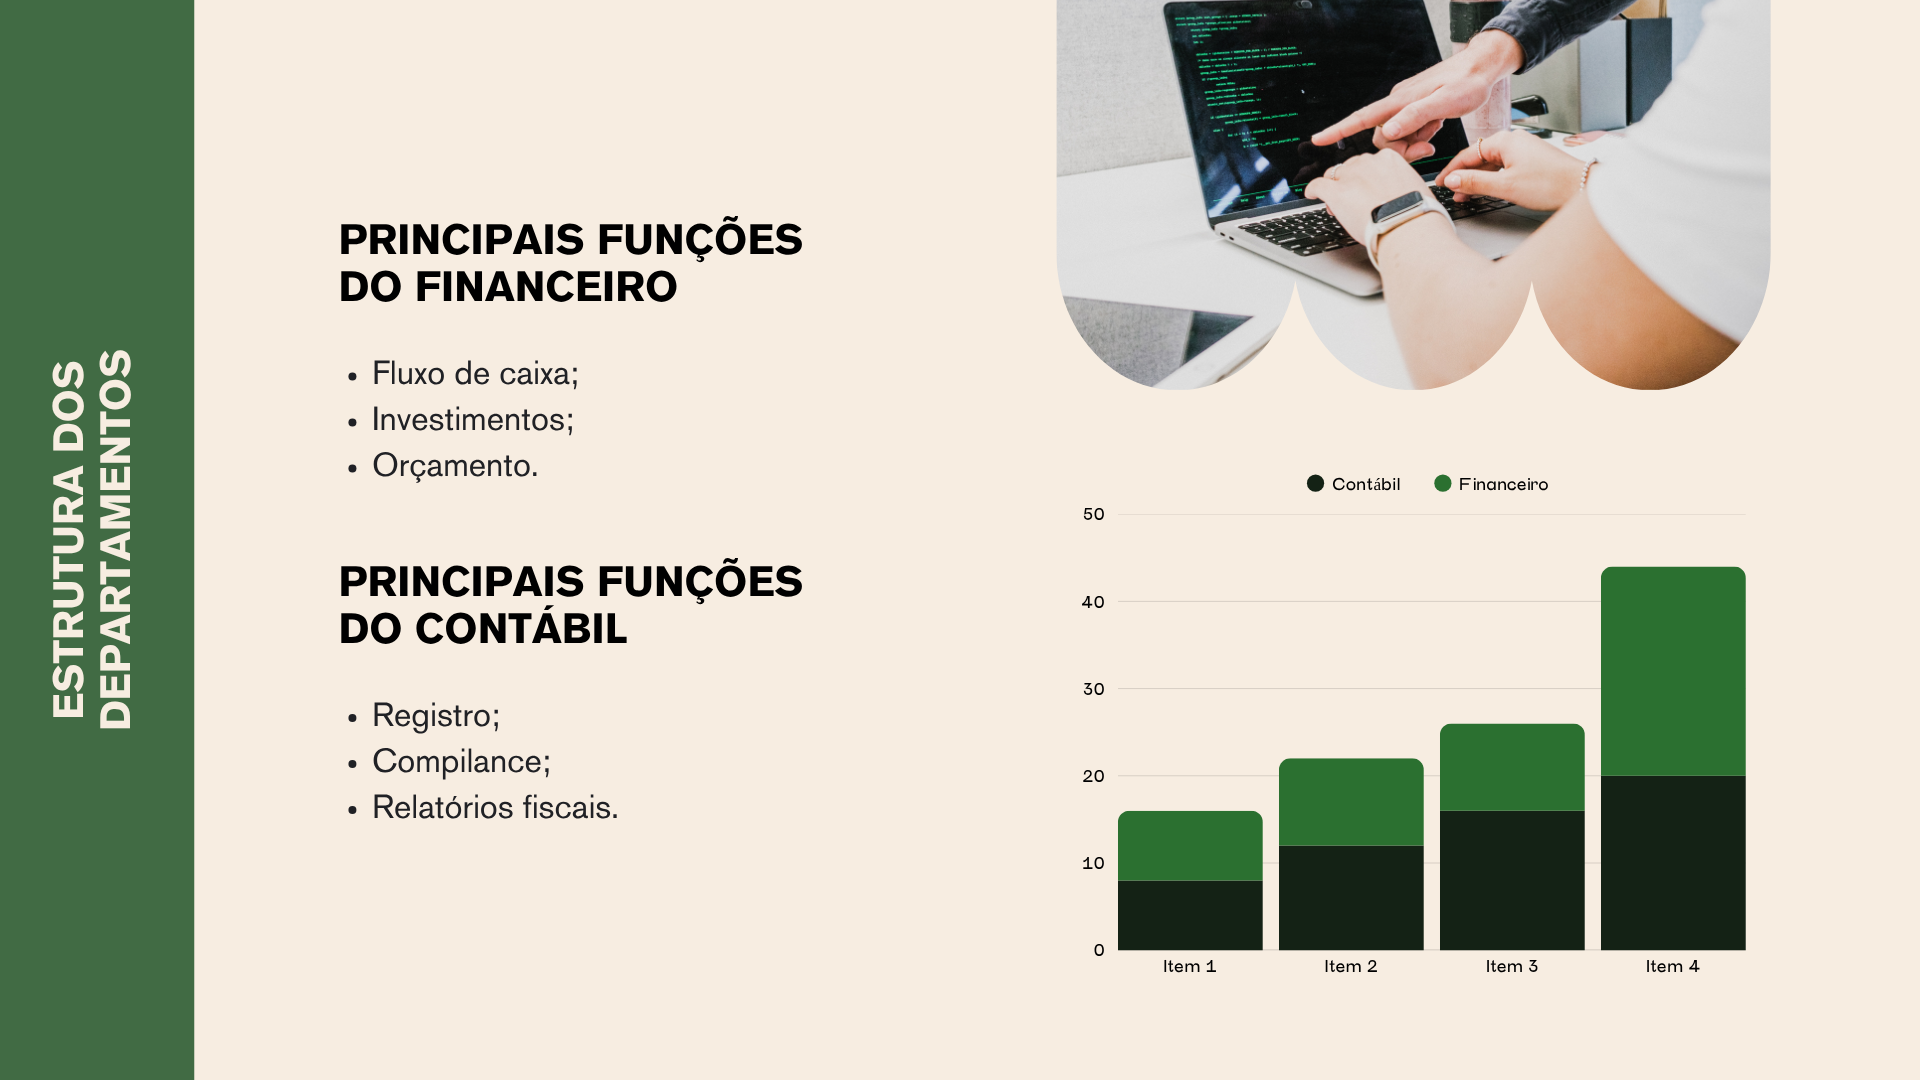 ESTRUTURA DOS
DEPARTAMENTOS
PRINCIPAIS FUNÇÕES
DO FINANCEIRO
• Fluxo de caixa;
• Investimentos;
• Orçamento.
PRINCIPAIS FUNÇÕES
DO CONTÁBIL
• Registro;
• Compilance;
• Relatórios fiscais.
Contábil Financeiro
50
40
30
20
10
0
Item 1 Item 2 Item 3 Item 4